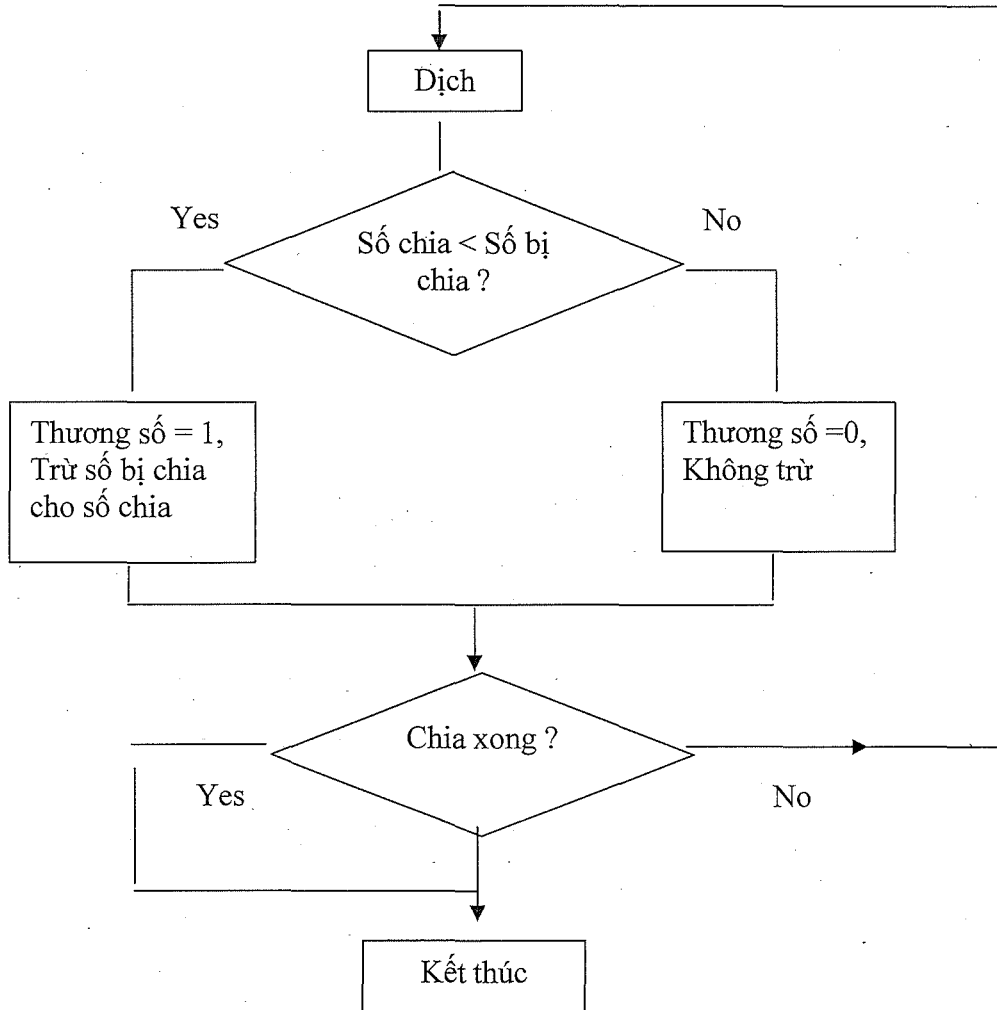 Dịch
Yes
No
Số chia < Số bị
chia ?
Thương số = 1,
Trừ số bị chia
cho số chia
Thương số =0,
Không trừ
Chia xong ?
Yes
No
Kết thúc